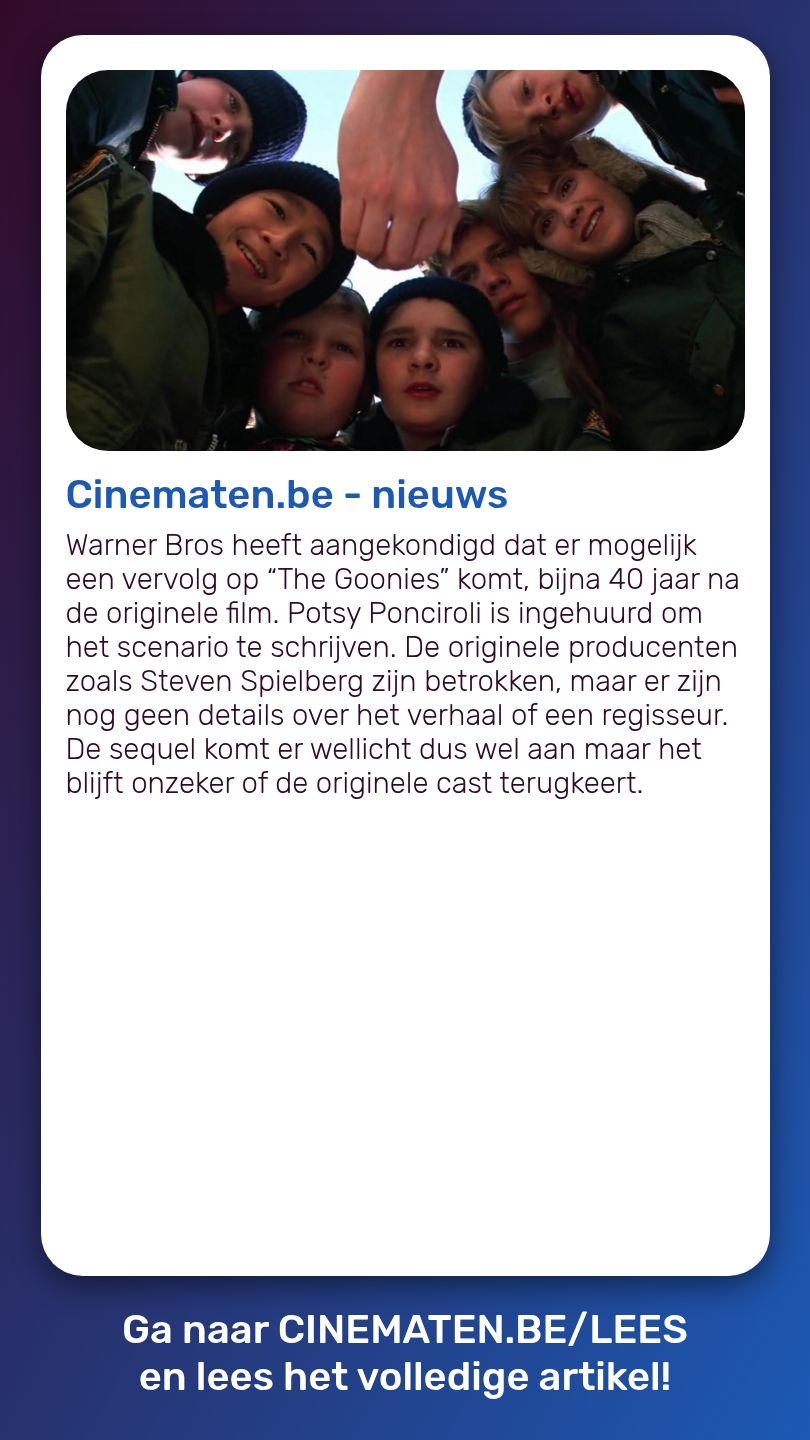 Cinematen.be - nieuws
Warner Bros heeft aangekondigd dat er mogelijk
een vervolg op “The Goonies” komt, bijna 40 jaar na
de originele film. Potsy Ponciroli is ingehuurd om
het scenario te schrijven. De originele producenten
zoals Steven Spielberg zijn betrokken, maar er zijn
nog geen details over het verhaal of een regisseur.
De sequel komt er wellicht dus wel aan maar het
blijft onzeker of de originele cast terugkeert.
Ga naar CINEMATEN.BE/LEES
en lees het volledige artikel!